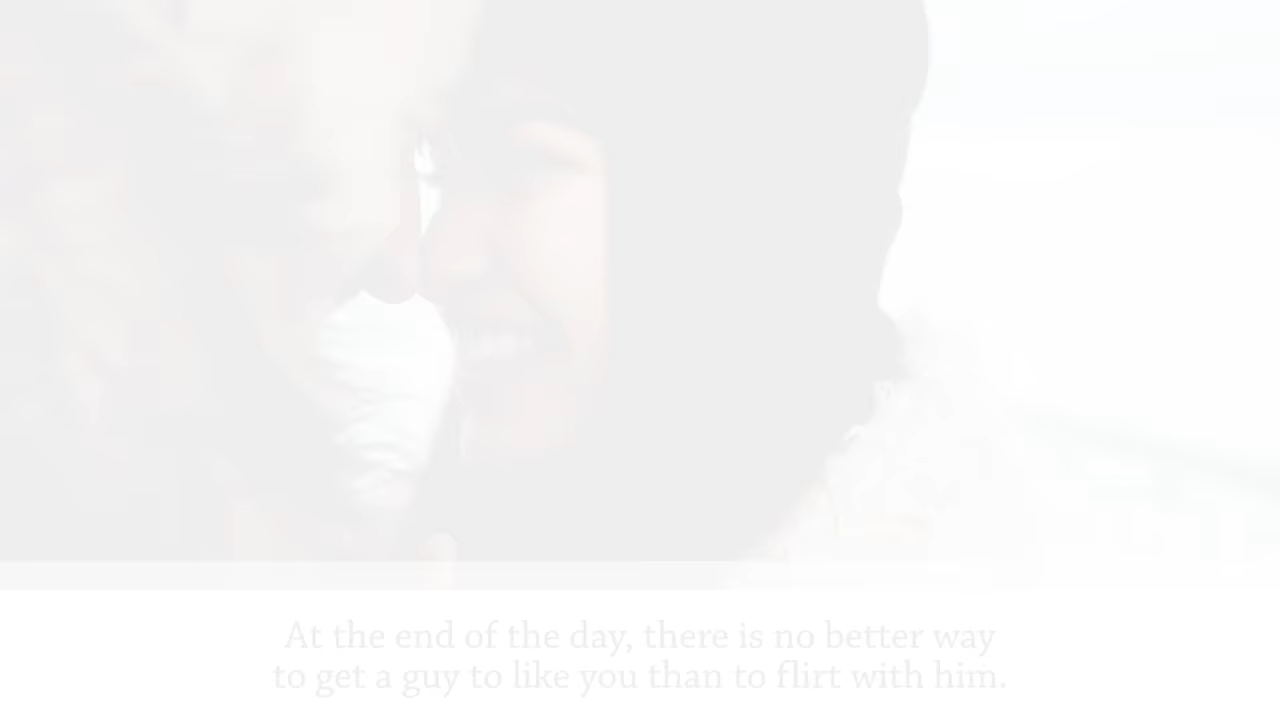 At the end of the day, there is no better way
to get a guy to like you than to flirt with him.